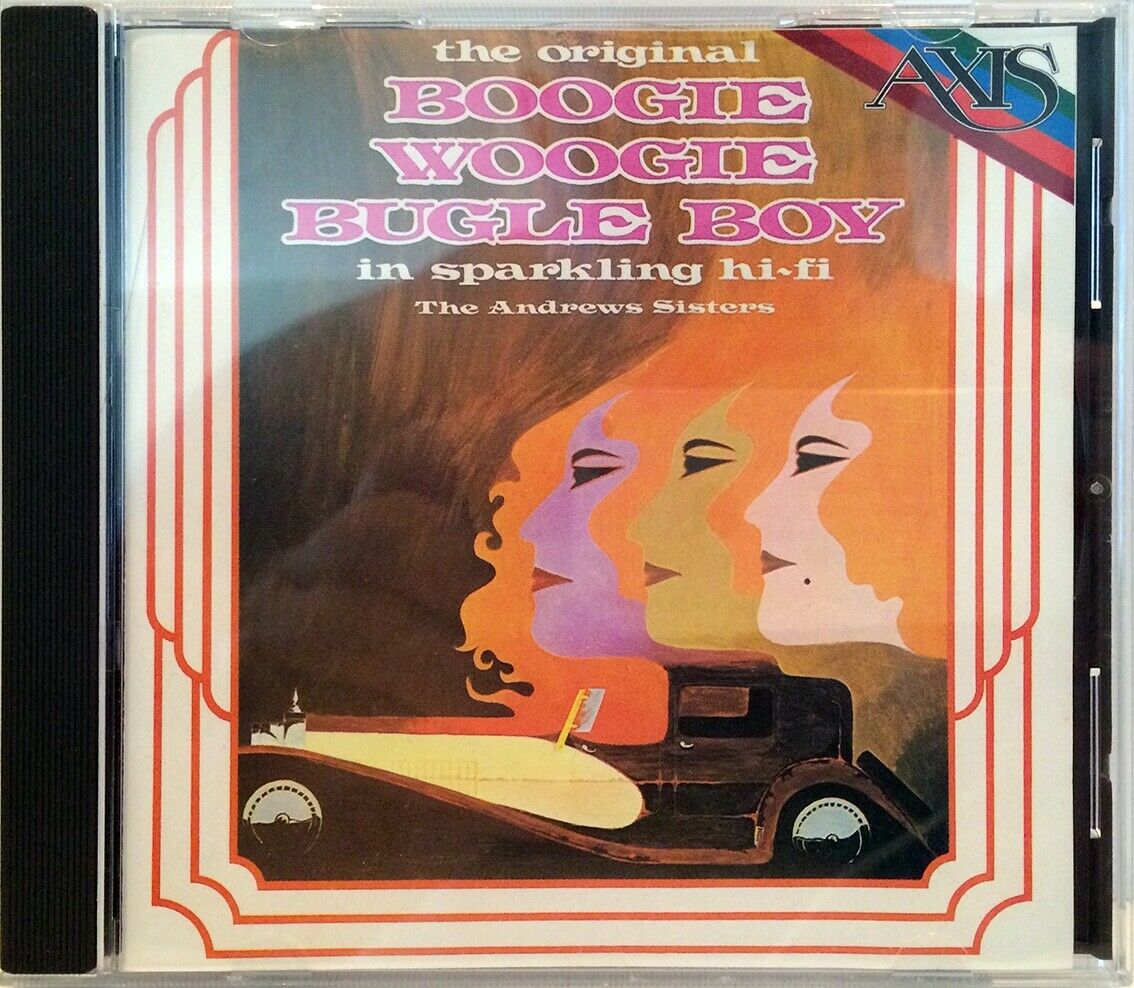 the original
AXIS
BOOGIE
WOOGIE
BUGLE BOY
in sparkling hi-fi
The Andrews Sisters